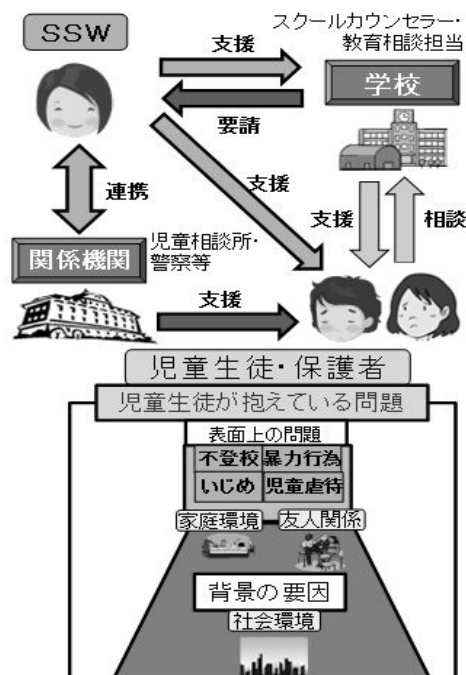 SSW
スクールカウンセラー・
教育相談担当
支援
学校
要請
連携
支援
支援
相談
関係機関
児童相談所・
警察等
支援
児童生徒・保護者
児童生徒が抱えている問題
表面上の問題
不登校 暴力行為
いじめ 児童虐待
家庭環境 友人関係
背景の要因
社会環境